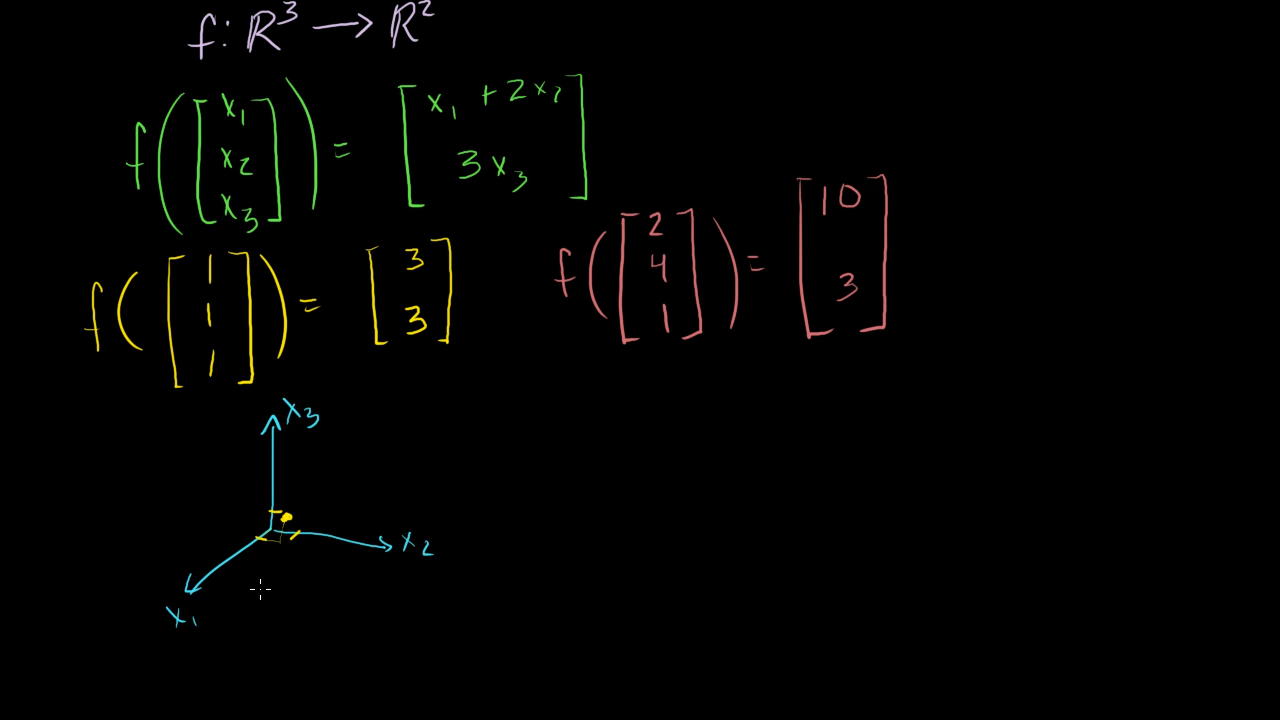 f: ℝ³ → ℝ²
f([x₁ x₂ x₃]) = [x₁ + 2x₂ 3x₃]
f([1 1 1]) = [3 3]
f([2 4 1]) = [10 3]
x₃
x₂
x₁